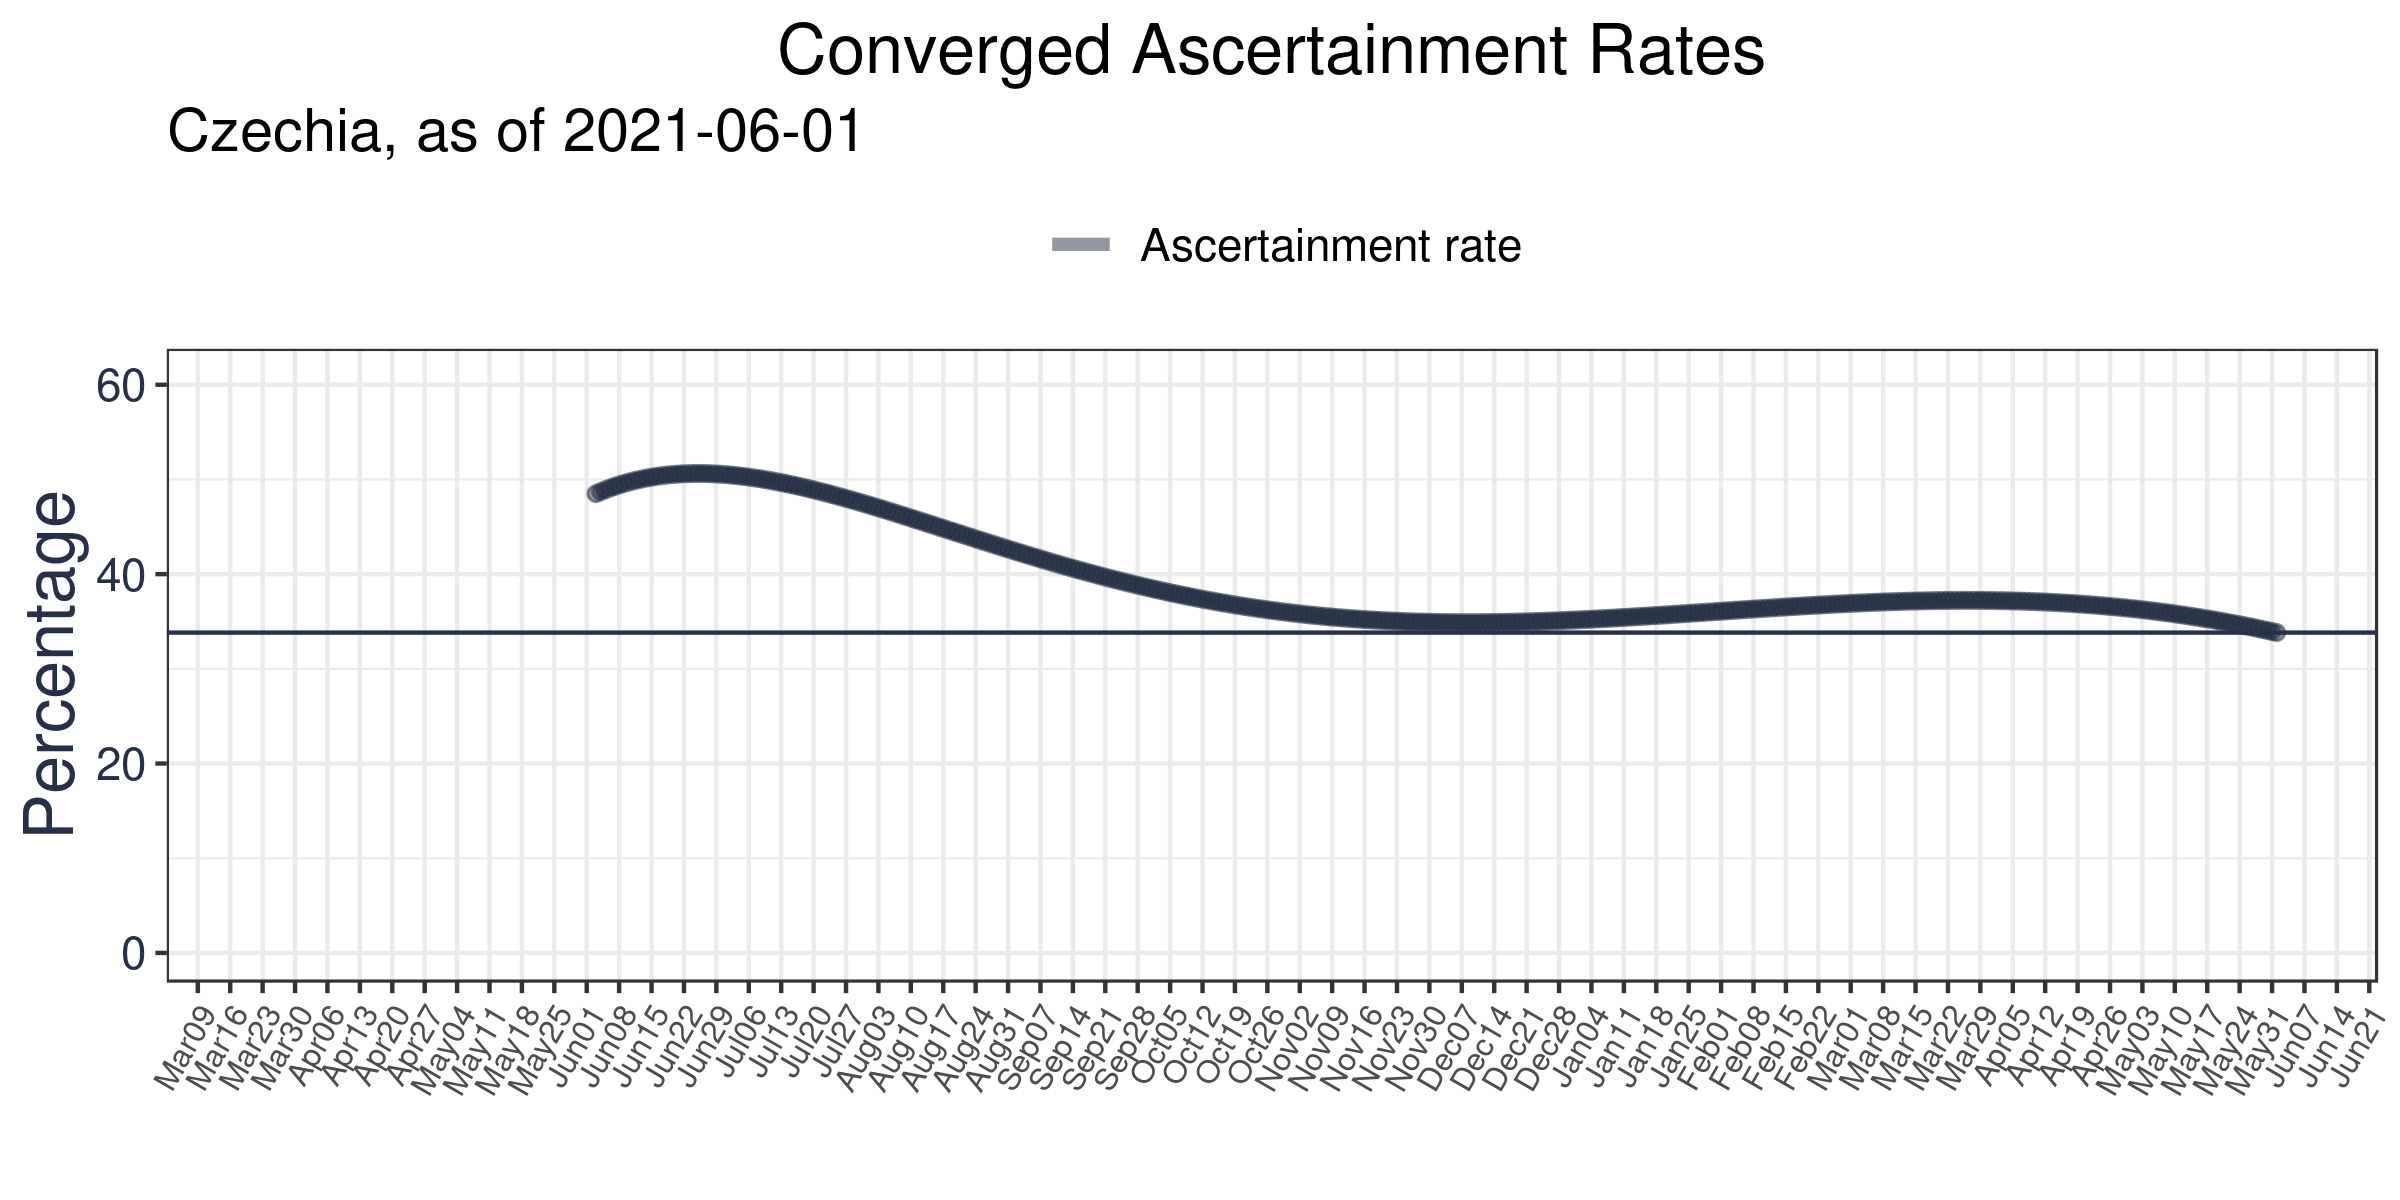 Converged Ascertainment Rates
Czechia, as of 2021-06-01
Ascertainment rate
Percentage
60
40
20
0
Mar09 Mar16 Mar23 Mar30 Apr06 Apr13 Apr20 Apr27 May04 May11 May18 May25 Jun01 Jun08 Jun15 Jun22 Jun29 Jul06 Jul13 Jul20 Jul27 Aug03 Aug10 Aug17 Aug24 Aug31 Sep07 Sep14 Sep21 Sep28 Oct05 Oct12 Oct19 Oct26 Nov02 Nov09 Nov16 Nov23 Nov30 Dec07 Dec14 Dec21 Dec28 Jan04 Jan11 Jan18 Jan25 Feb01 Feb08 Feb15 Feb22 Mar01 Mar08 Mar15 Mar22 Mar29 Apr05 Apr12 Apr19 Apr26 May03 May10 May17 May24 May31 Jun07 Jun14 Jun21